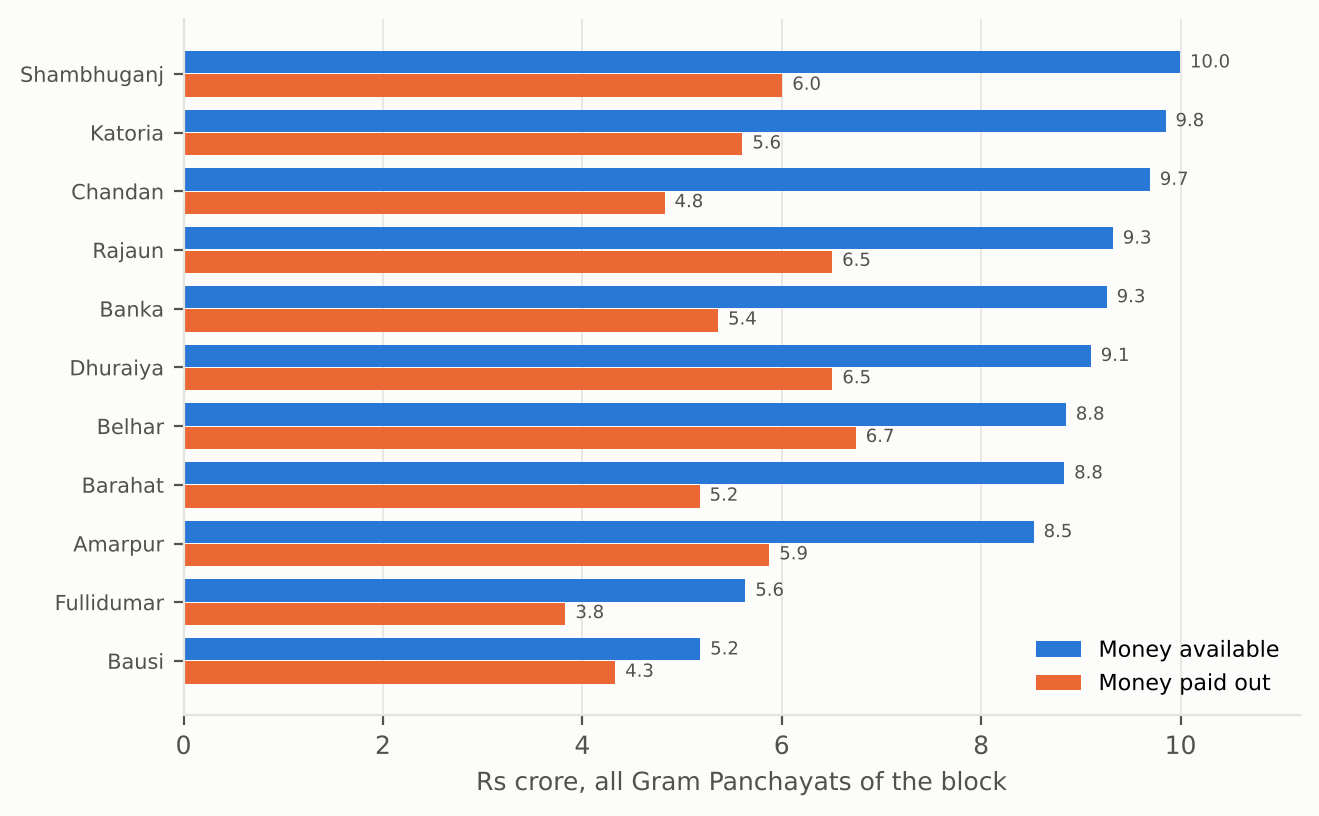 Shambhuganj 10.0
6.0
Katoria 9.8
5.6
Chandan 9.7
4.8
Rajaun 9.3
6.5
Banka 9.3
5.4
Dhuraiya 9.1
6.5
Belhar 8.8
6.7
Barahat 8.8
5.2
Amarpur 8.5
5.9
Fullidumar 5.6
3.8
Bausi 5.2
4.3
Money available
Money paid out
0 2 4 6 8 10
Rs crore, all Gram Panchayats of the block